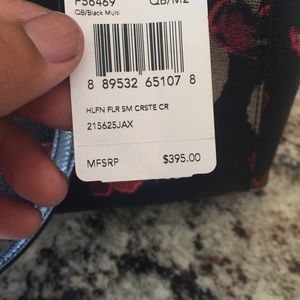 F56469 QB/M2
QB/Black Multi
8 89532 65107 8
HLFN FLR SM CRSTE CR
215625JAX
MFSRP $395.00